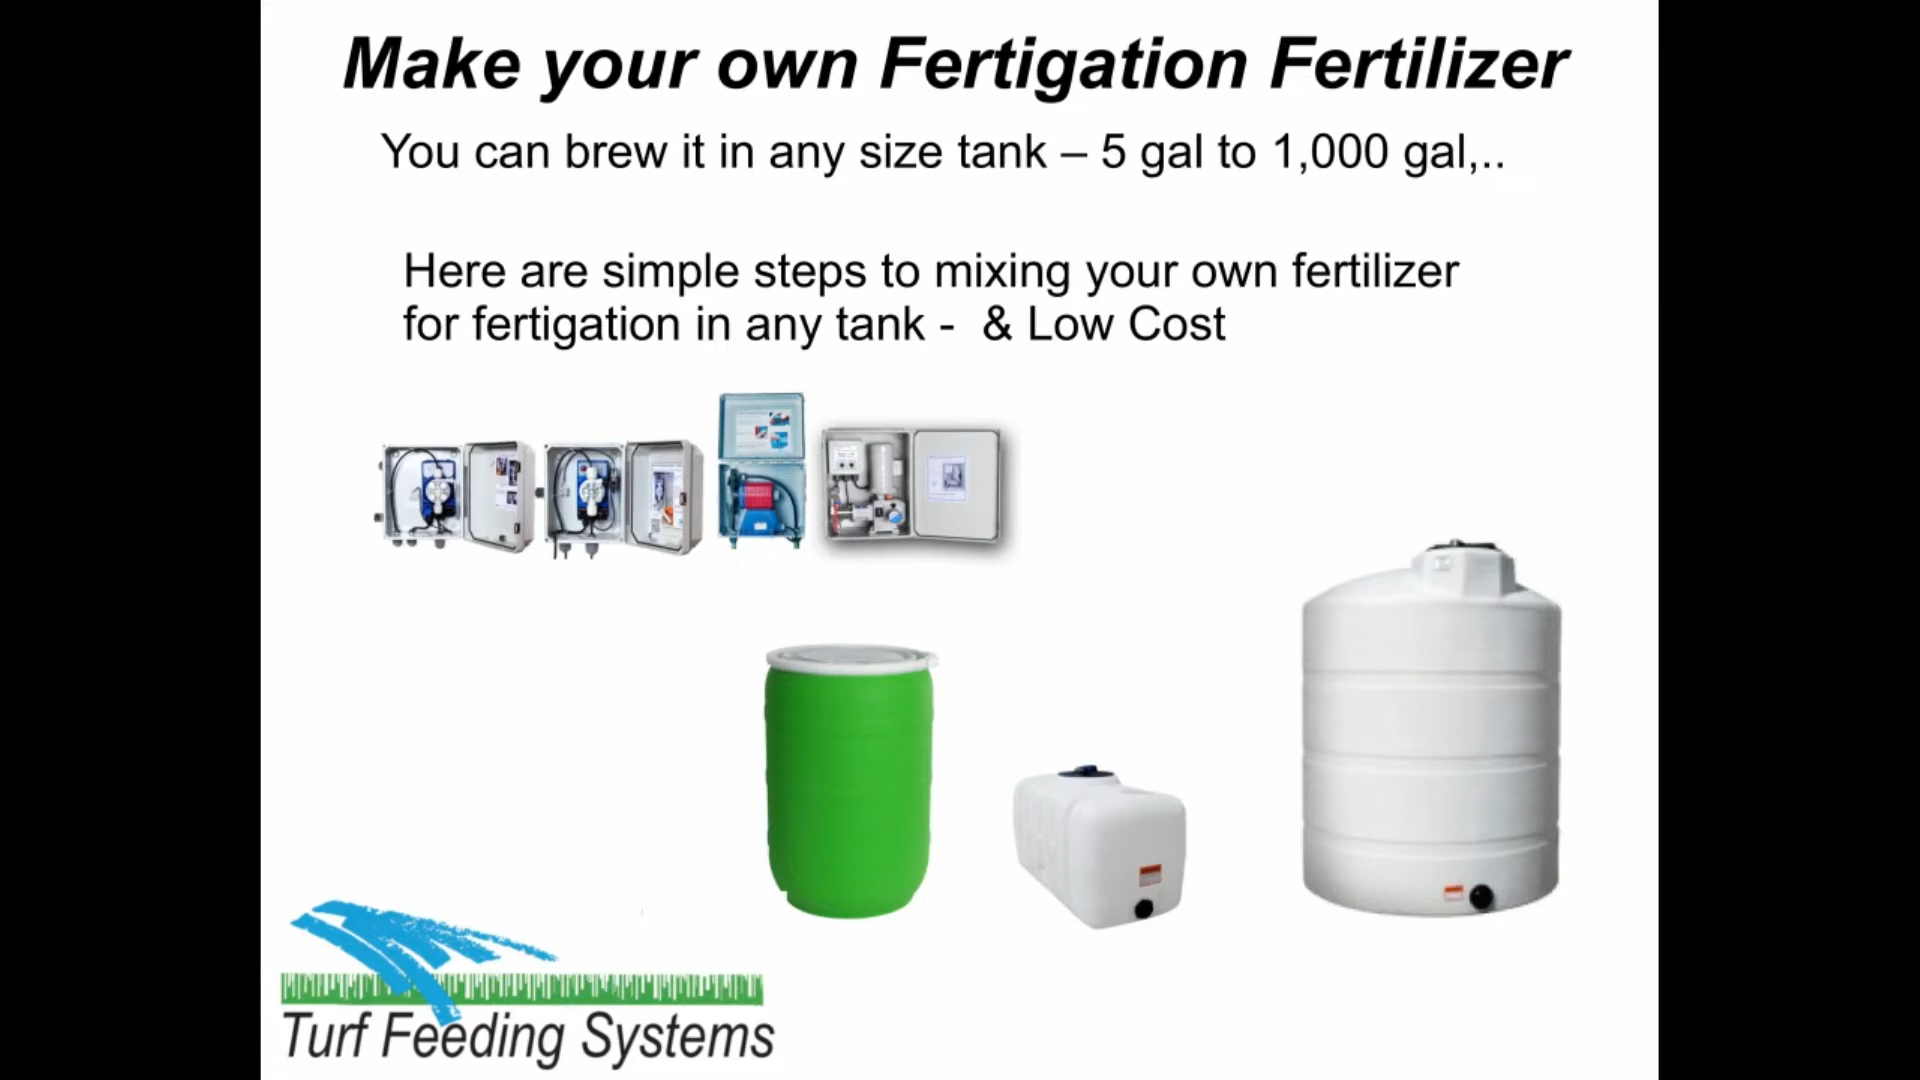 Make your own Fertigation Fertilizer
You can brew it in any size tank – 5 gal to 1,000 gal,..
Here are simple steps to mixing your own fertilizer
for fertigation in any tank -  & Low Cost
Turf Feeding Systems